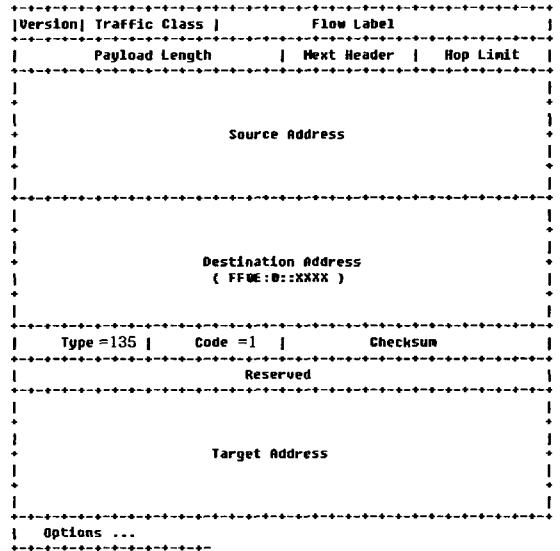 |Version| Traffic Class | Flow Label |
| Payload Length | Next Header | Hop Limit |
Source Address
Destination Address
( FF0E:0::XXXX )
| Type =135 | Code =1 | Checksum |
| Reserved |
Target Address
| Options ...